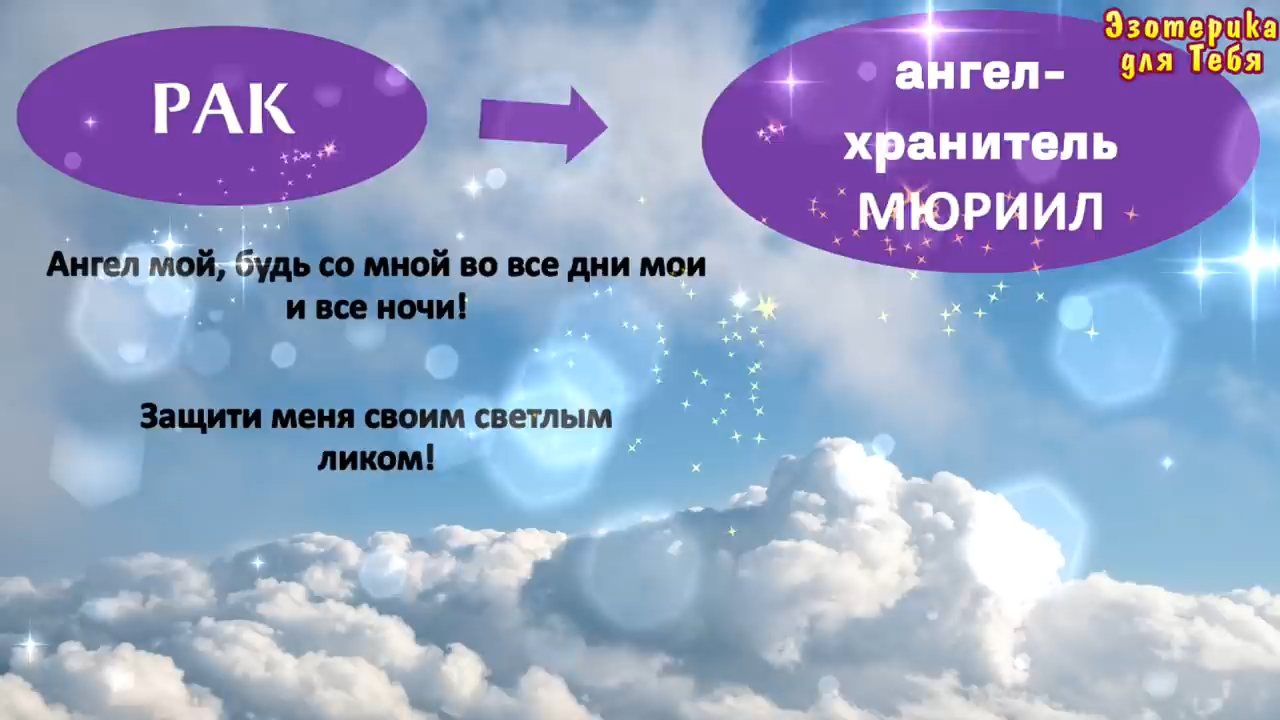 РАК
ангел-
хранитель
МЮРИИЛ
Эзотерика
для Тебя
Ангел мой, будь со мной во все дни мои
и все ночи!
Защити меня своим светлым
ликом!